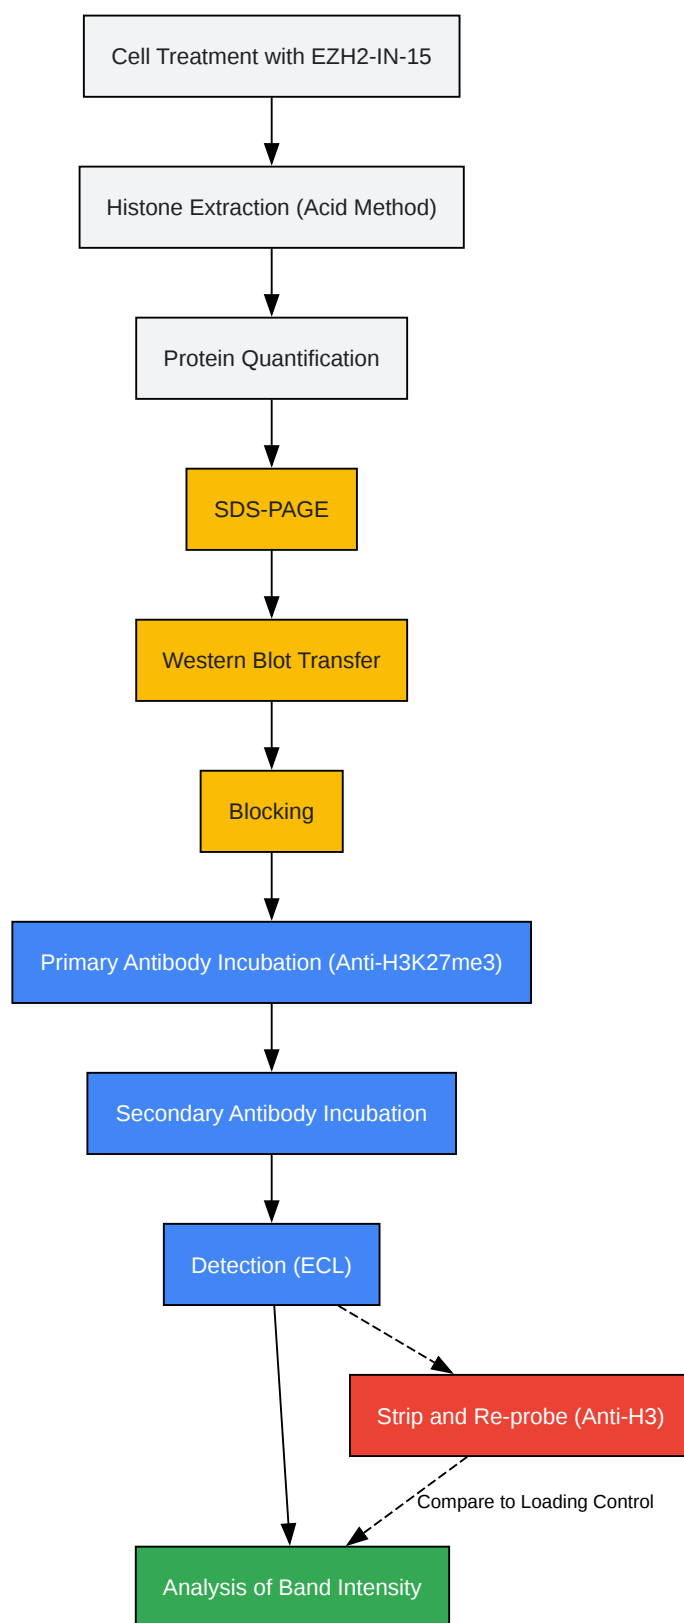 Cell Treatment with EZH2-IN-15
Histone Extraction (Acid Method)
Protein Quantification
SDS-PAGE
Western Blot Transfer
Blocking
Primary Antibody Incubation (Anti-H3K27me3)
Secondary Antibody Incubation
Detection (ECL)
Strip and Re-probe (Anti-H3)
Compare to Loading Control
Analysis of Band Intensity